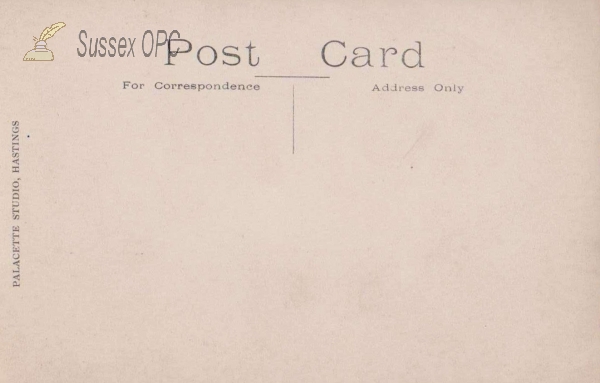 Sussex OPC
Post Card
For Correspondence
Address Only
PALACETTE STUDIO, HASTINGS